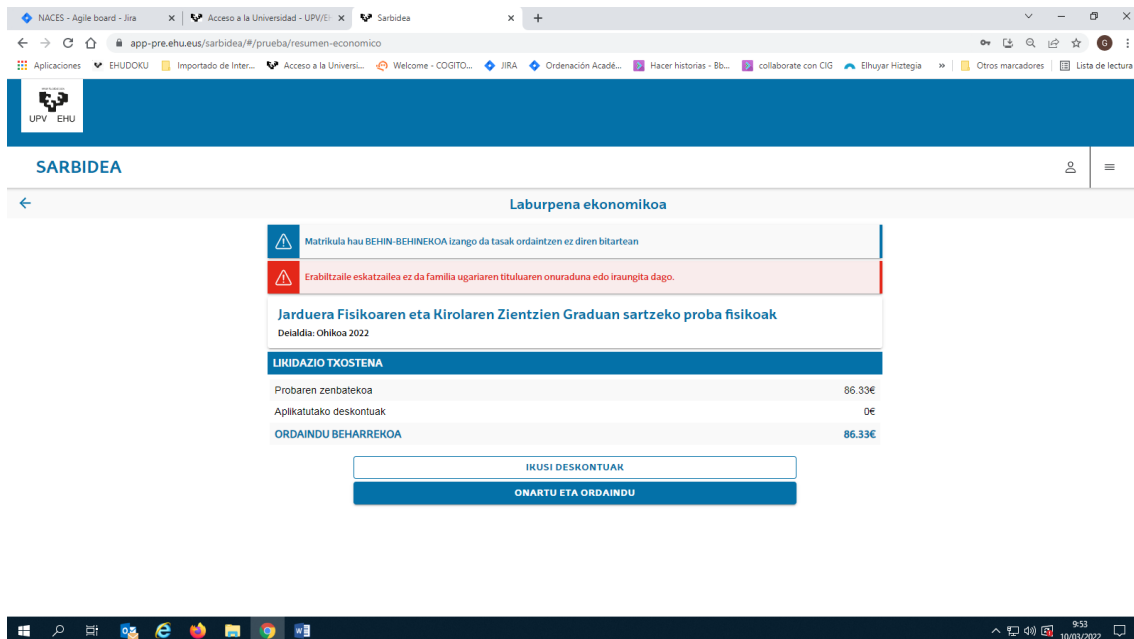 NACES - Agile board - Jira
Acceso a la Universidad - UPV/EH
Sarbidea
app-pre.ehu.eus/sarbidea/#/prueba/resumen-economico
G
Aplicaciones EHUDOKU Importado de Inter... Acceso a la Universi... Welcome - COGITO... JIRA Ordenación Acadé... Hacer historias - Bb... collaborate con CIG Elhuyar Hiztegia » Otros marcadores Lista de lectura
UPV EHU
SARBIDEA
Laburpena ekonomikoa
Matrikula hau BEHIN-BEHINEKOA izango da tasak ordaintzen ez diren bitartean
Erabiltzaile eskatzailea ez da familia ugariaren tituluaren onuraduna edo iraungita dago.
Jarduera Fisikoaren eta Kirolaren Zientzien Graduan sartzeko proba fisikoak
Deialdia: Ohikoa 2022
LIKIDAZIO TXOSTENA
Probaren zenbatekoa 86.33€
Aplikatutako deskontuak 0€
ORDAINDU BEHARREKOA 86.33€
IKUSI DESKONTUAK
ONARTU ETA ORDAINDU
9:53
10/03/2022